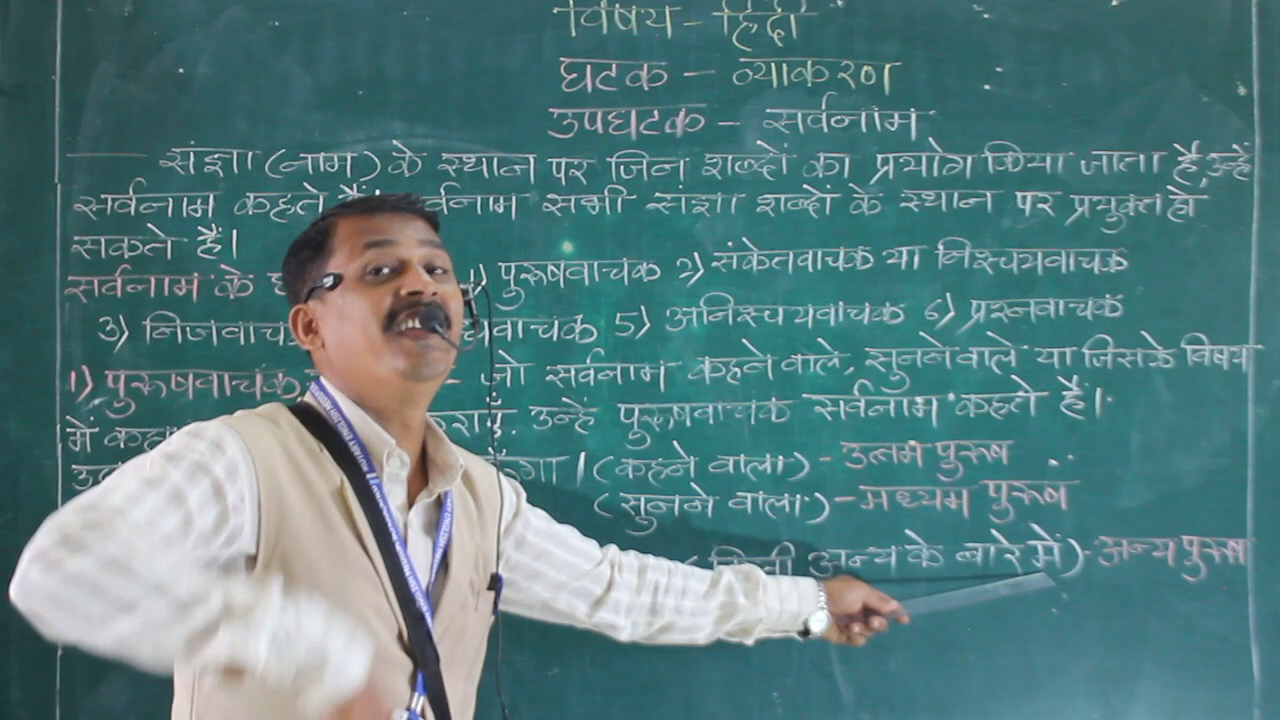 विषय - हिंदी
घटक - व्याकरण
उपघटक - सर्वनाम
संज्ञा (नाम) के स्थान पर जिन शब्दों का प्रयोग किया जाता है, उन्हें
सर्वनाम कहते हैं। सर्वनाम सभी संज्ञा शब्दों के स्थान पर प्रयुक्त हो
सकते हैं।
सर्वनाम के 1) पुरूषवाचक 2) संकेतवाचक या निश्चयवाचक
3) निजवाचक 5) अनिश्चयवाचक 6) प्रश्नवाचक
1) पुरूषवाचक - जो सर्वनाम कहने वाले, सुनने वाले या जिसके विषय
में उन्हें पुरूषवाचक सर्वनाम कहते हैं।
(कहने वाला) - उत्तम पुरूष
(सुनने वाला) - मध्यम पुरूष
अन्य के बारे में) - अन्य पुरूष